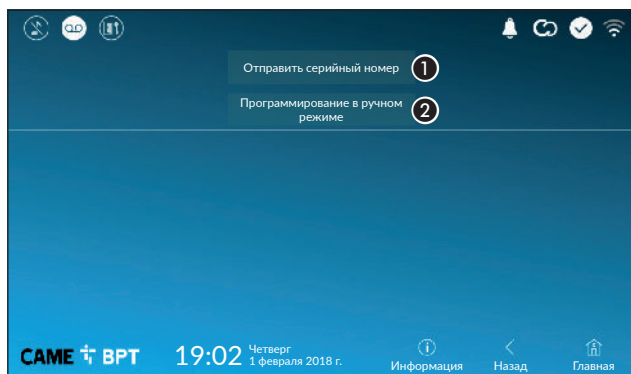 Отправить серийный номер 1
Программирование в ручном
режиме 2
CAME BPT
19:02
Четверг
1 февраля 2018 г.
Информация
Назад
Главная